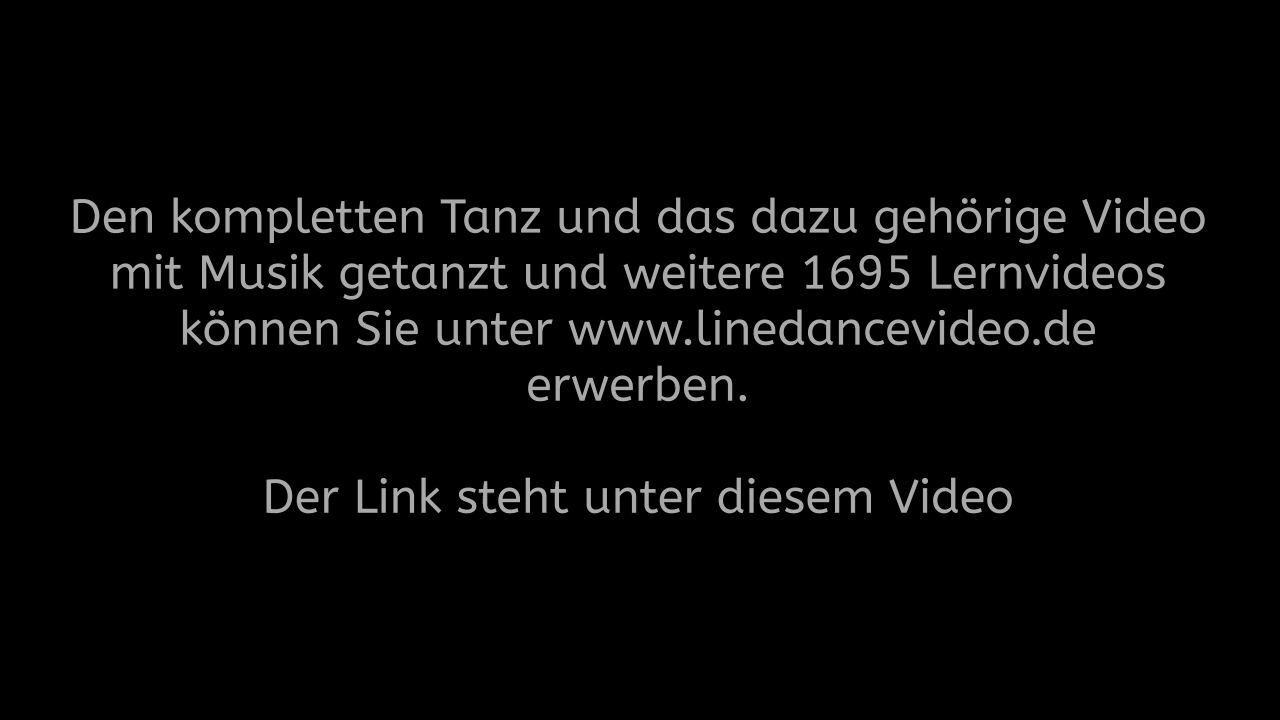 Den kompletten Tanz und das dazu gehörige Video
mit Musik getanzt und weitere 1695 Lernvideos
können Sie unter www.linedancevideo.de
erwerben.
Der Link steht unter diesem Video